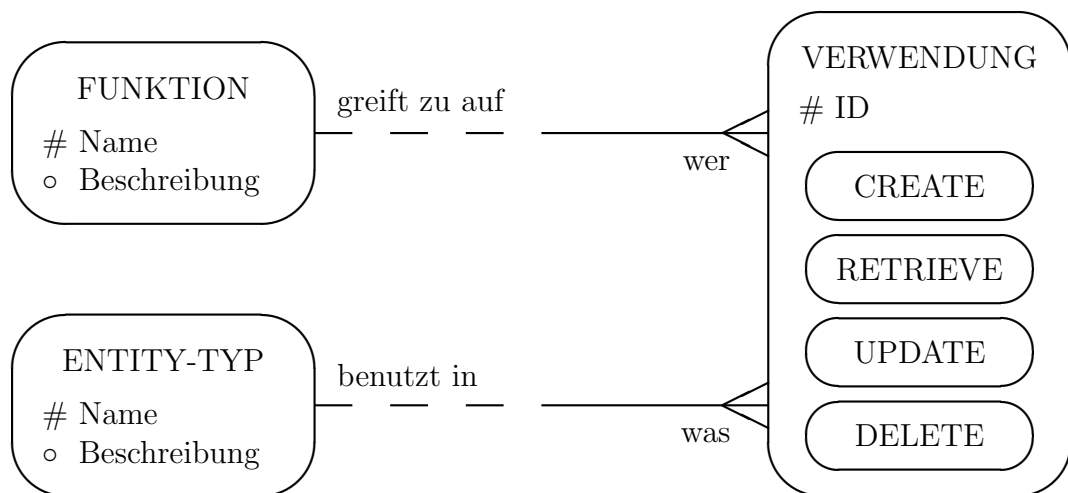 FUNKTION
# Name
○ Beschreibung
greift zu auf
wer
ENTITY-TYP
# Name
○ Beschreibung
benutzt in
was
VERWENDUNG
# ID
CREATE
RETRIEVE
UPDATE
DELETE